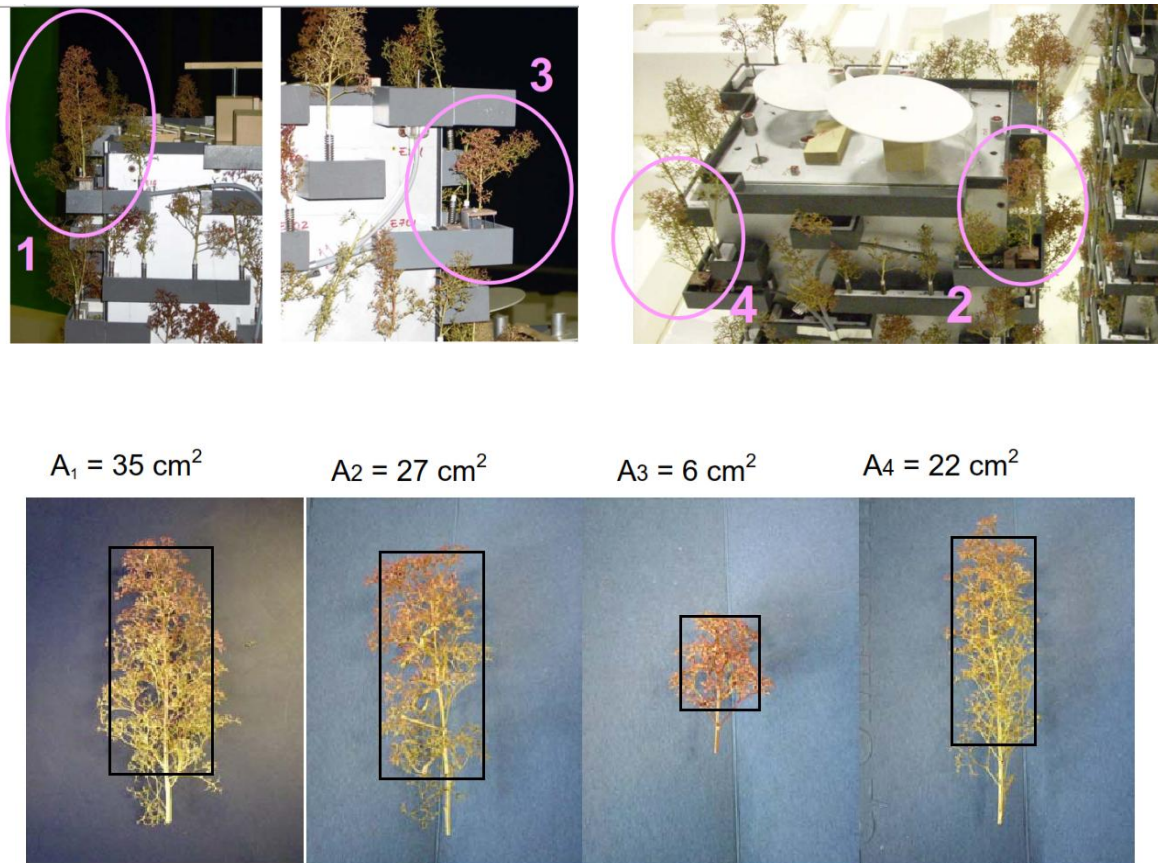 1
3
4
2
A₁ = 35 cm²
A2 = 27 cm²
A3 = 6 cm²
A4 = 22 cm²